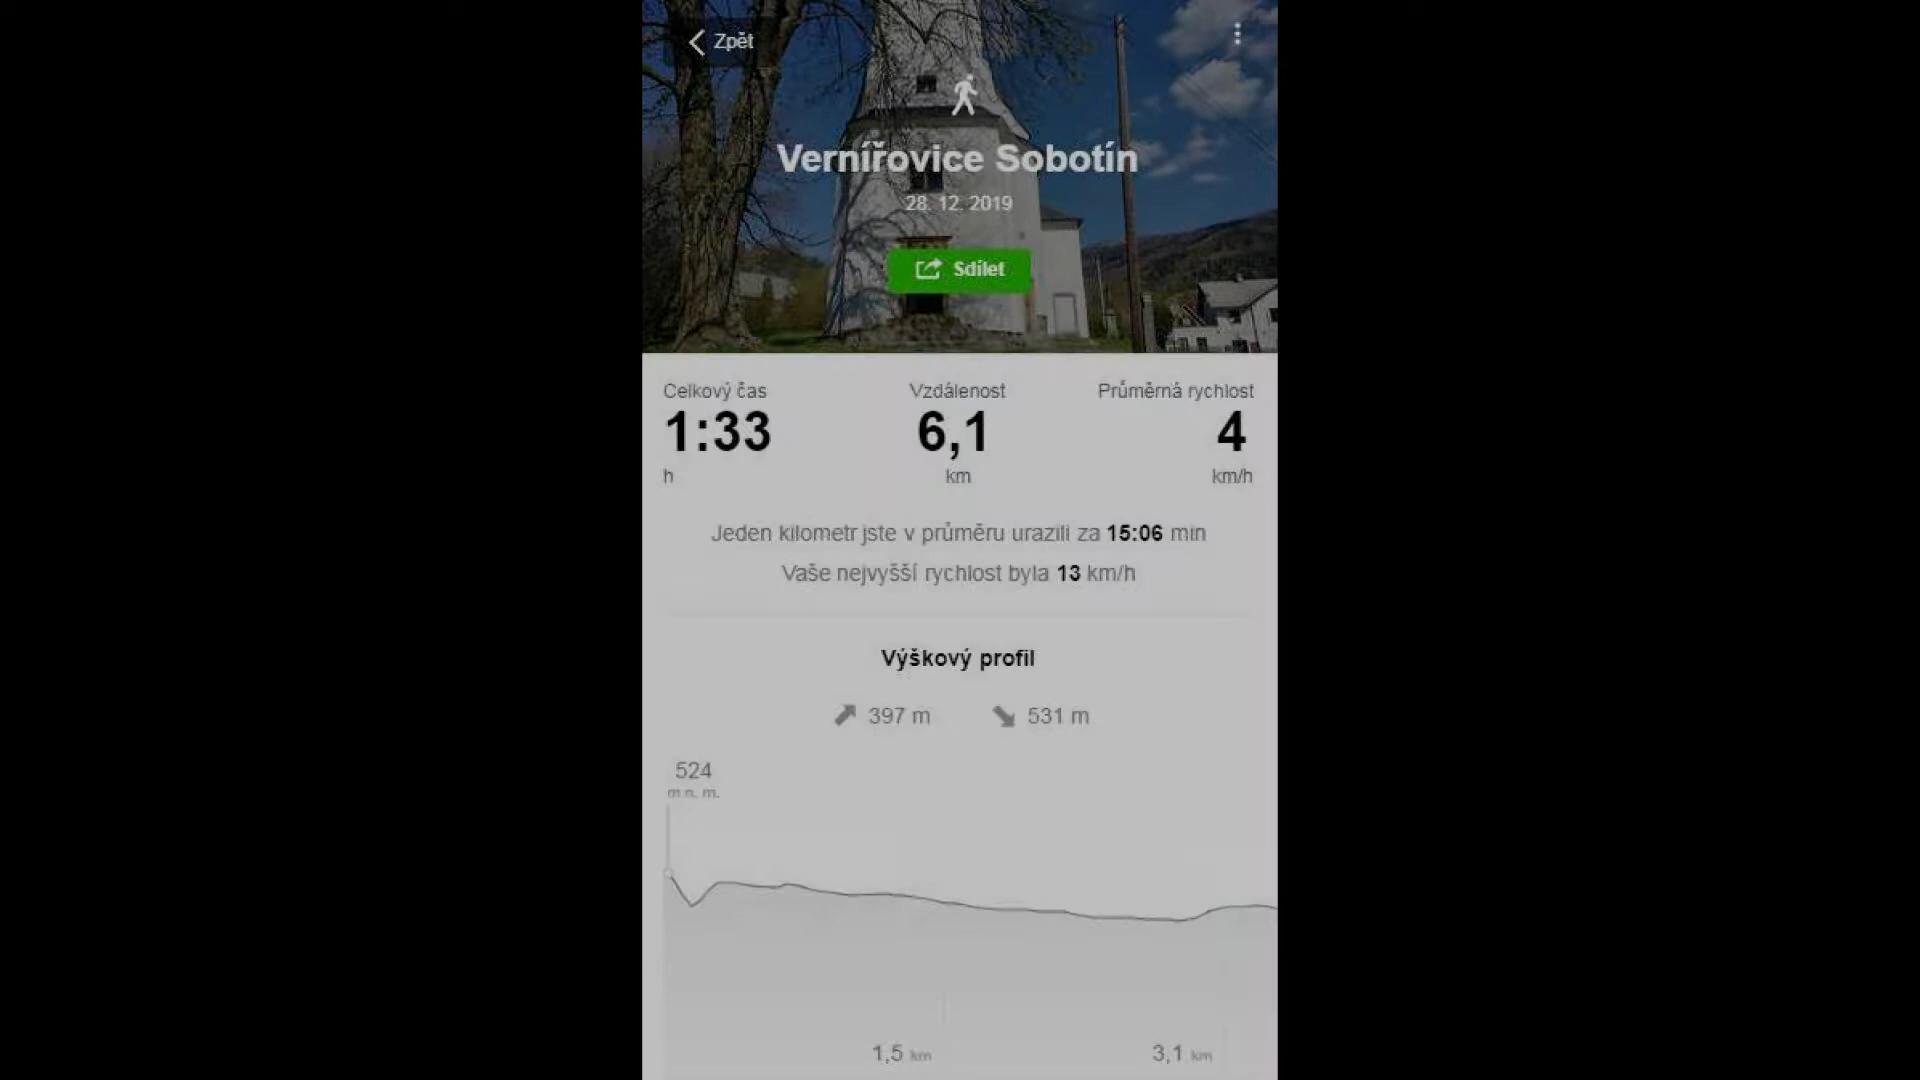 Zpět
Vernířovice Sobotín
28. 12. 2019
Sdílet
Celkový čas
1:33
h
Vzdálenost
6,1
km
Průměrná rychlost
4
km/h
Jeden kilometr jste v průměru urazili za 15:06 min
Vaše nejvyšší rychlost byla 13 km/h
Výškový profil
397 m
531 m
524
m n. m.
1,5 km
3,1 km